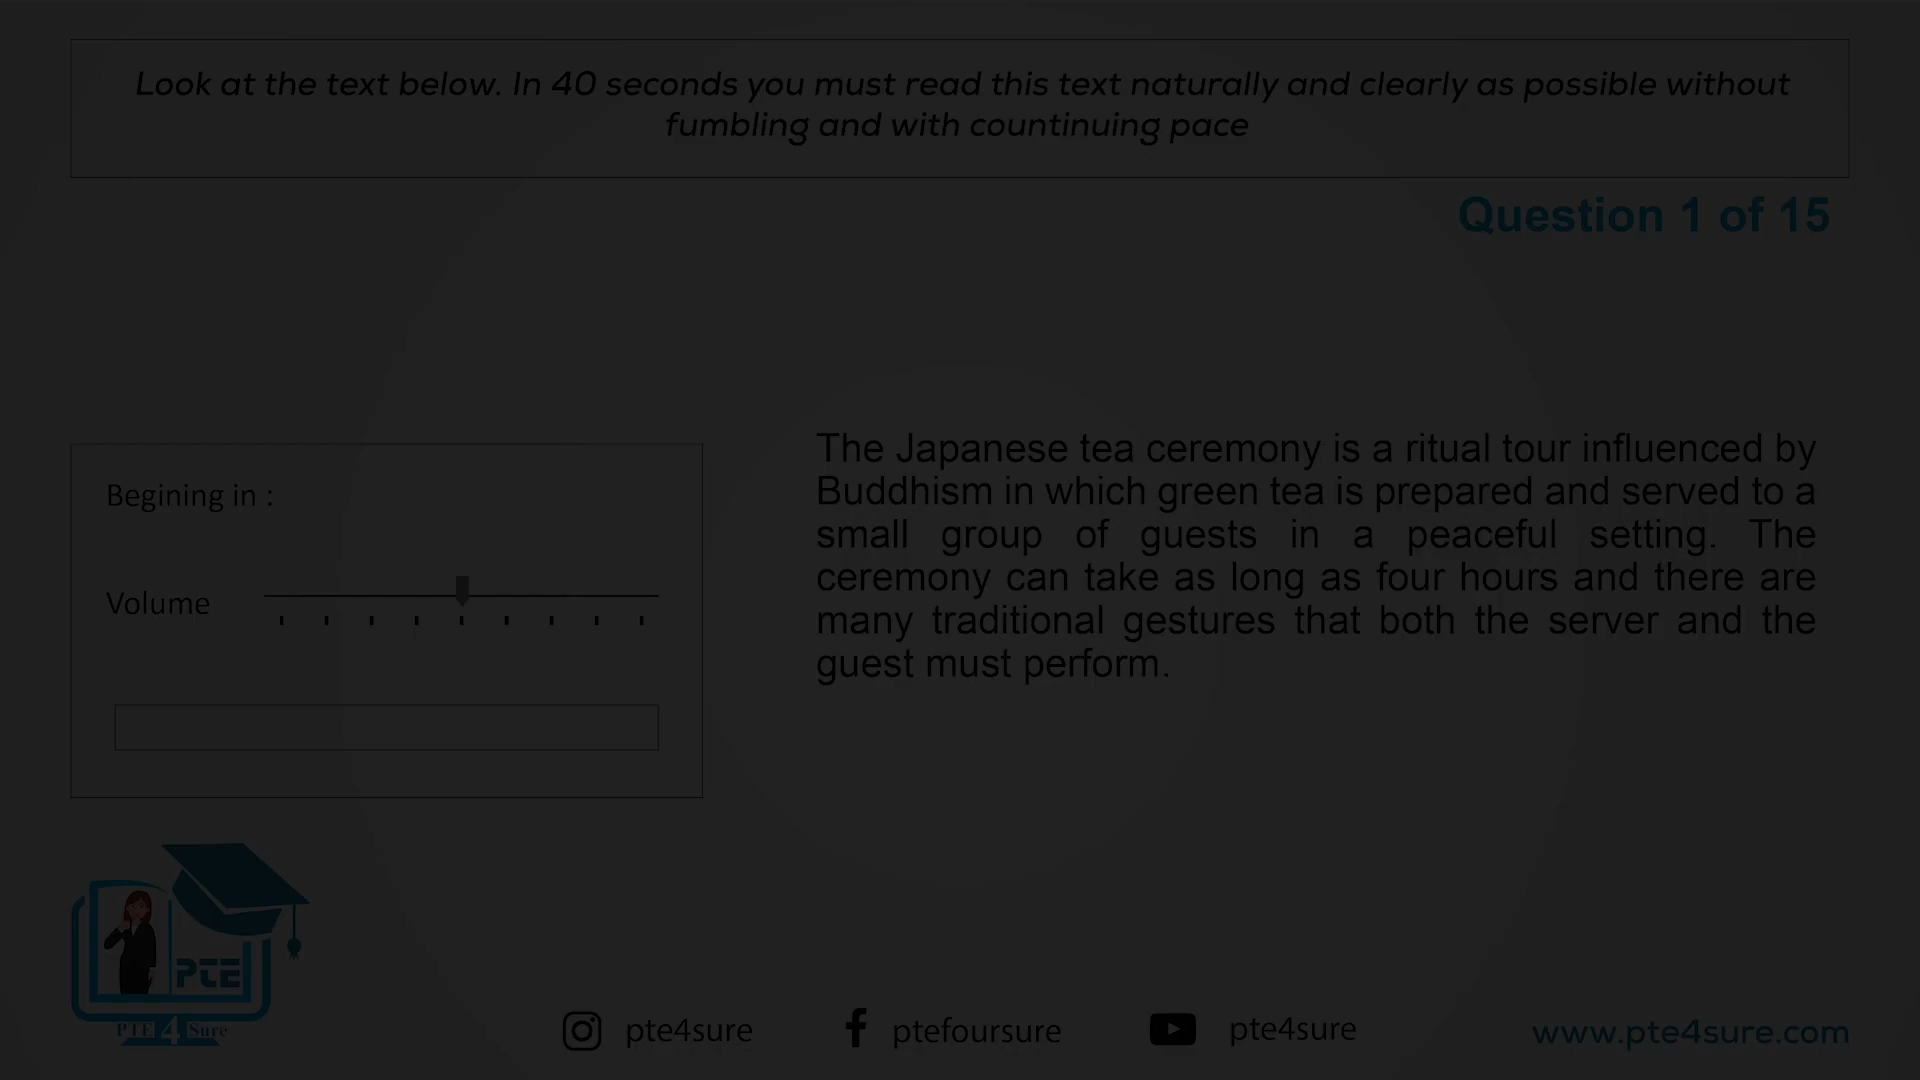 Look at the text below. In 40 seconds you must read this text naturally and clearly as possible without
fumbling and with countinuing pace
Question 1 of 15
Begining in :
Volume
The Japanese tea ceremony is a ritual tour influenced by
Buddhism in which green tea is prepared and served to a
small group of guests in a peaceful setting. The
ceremony can take as long as four hours and there are
many traditional gestures that both the server and the
guest must perform.
PTE
PTE 4 Sure
pte4sure
ptefoursure
pte4sure
www.pte4sure.com